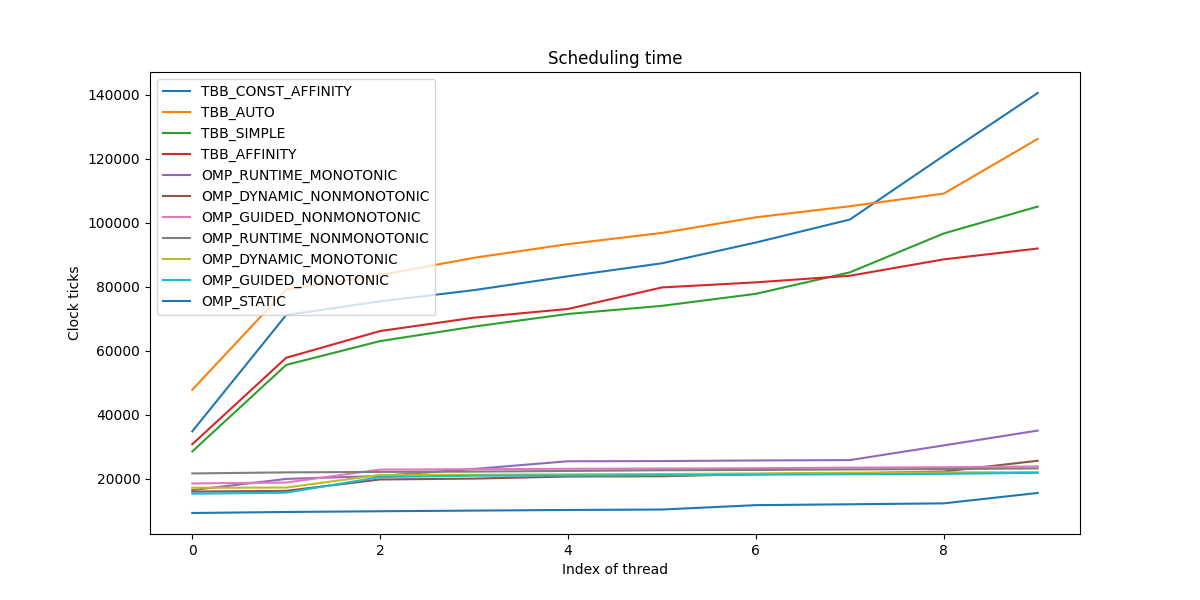 Scheduling time
140000
120000
100000
80000
60000
40000
20000
Clock ticks
TBB_CONST_AFFINITY
TBB_AUTO
TBB_SIMPLE
TBB_AFFINITY
OMP_RUNTIME_MONOTONIC
OMP_DYNAMIC_NONMONOTONIC
OMP_GUIDED_NONMONOTONIC
OMP_RUNTIME_NONMONOTONIC
OMP_DYNAMIC_MONOTONIC
OMP_GUIDED_MONOTONIC
OMP_STATIC
0 2 4 6 8
Index of thread